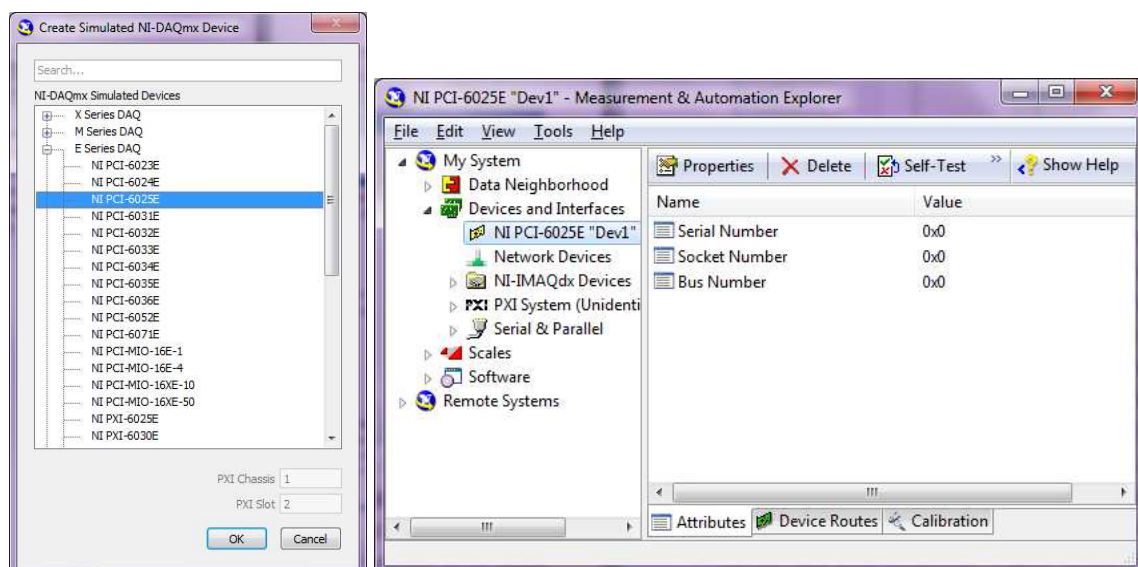 Create Simulated NI-DAQmx Device
Search...
NI-DAQmx Simulated Devices
X Series DAQ
M Series DAQ
E Series DAQ
NI PCI-6023E
NI PCI-6024E
NI PCI-6025E
NI PCI-6031E
NI PCI-6032E
NI PCI-6033E
NI PCI-6034E
NI PCI-6035E
NI PCI-6036E
NI PCI-6052E
NI PCI-6071E
NI PCI-MIO-16E-1
NI PCI-MIO-16E-4
NI PCI-MIO-16XE-10
NI PCI-MIO-16XE-50
NI PXI-6025E
NI PXI-6030E
PXI Chassis 1
PXI Slot 2
OK Cancel
NI PCI-6025E "Dev1" - Measurement & Automation Explorer
File Edit View Tools Help
My System
Data Neighborhood
Devices and Interfaces
NI PCI-6025E "Dev1"
Network Devices
NI-IMAQdx Devices
PXI PXI System (Unidenti
Serial & Parallel
Scales
Software
Remote Systems
Properties Delete Self-Test » Show Help
Name Value
Serial Number 0x0
Socket Number 0x0
Bus Number 0x0
Attributes Device Routes Calibration